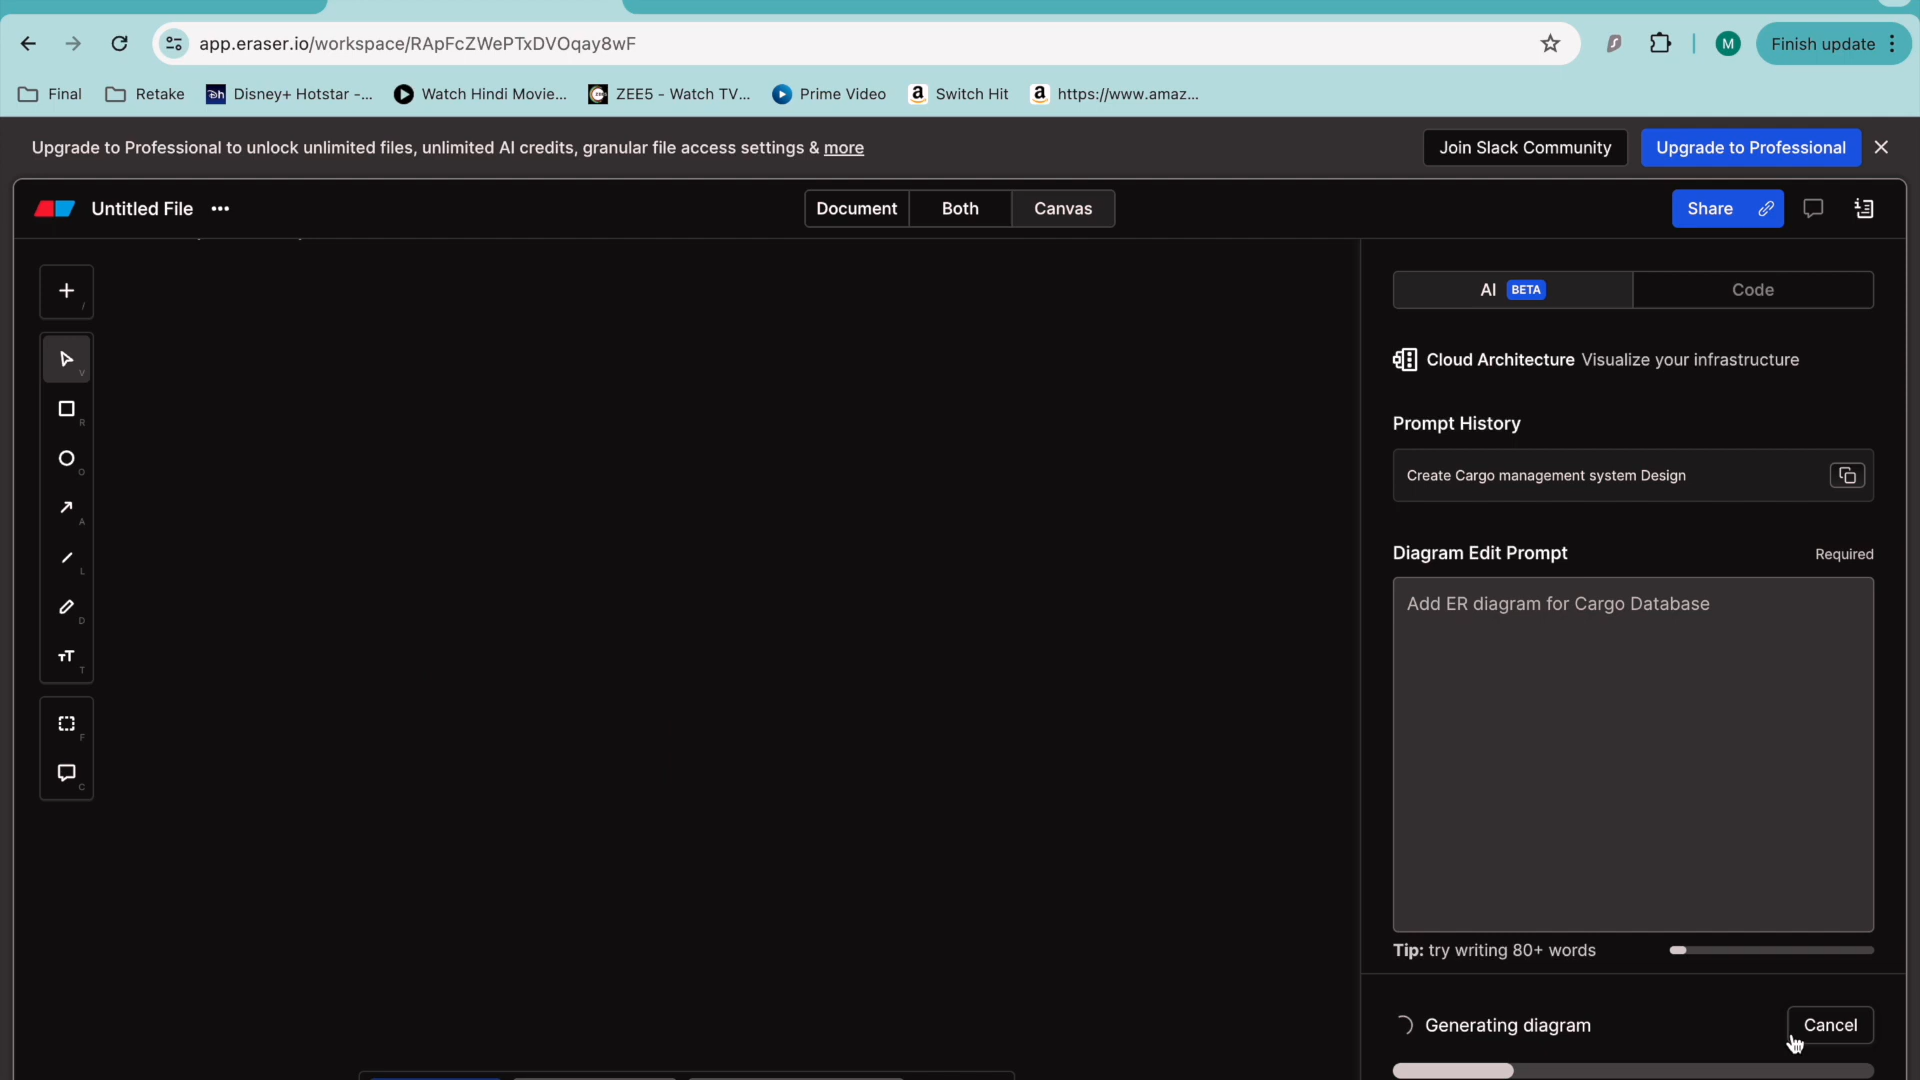 app.eraser.io/workspace/RApFcZWePTxDVOqay8wF
M
Finish update
Final
Retake
Disney+ Hotstar -...
Watch Hindi Movie...
ZEE5 - Watch TV...
Prime Video
Switch Hit
https://www.amaz...
Upgrade to Professional to unlock unlimited files, unlimited AI credits, granular file access settings & more
Join Slack Community
Upgrade to Professional
Untitled File
Document
Both
Canvas
Share
/
V
R
O
A
L
D
T
F
C
AI BETA
Code
Cloud Architecture Visualize your infrastructure
Prompt History
Create Cargo management system Design
Diagram Edit Prompt
Required
Add ER diagram for Cargo Database
Tip: try writing 80+ words
Generating diagram
Cancel